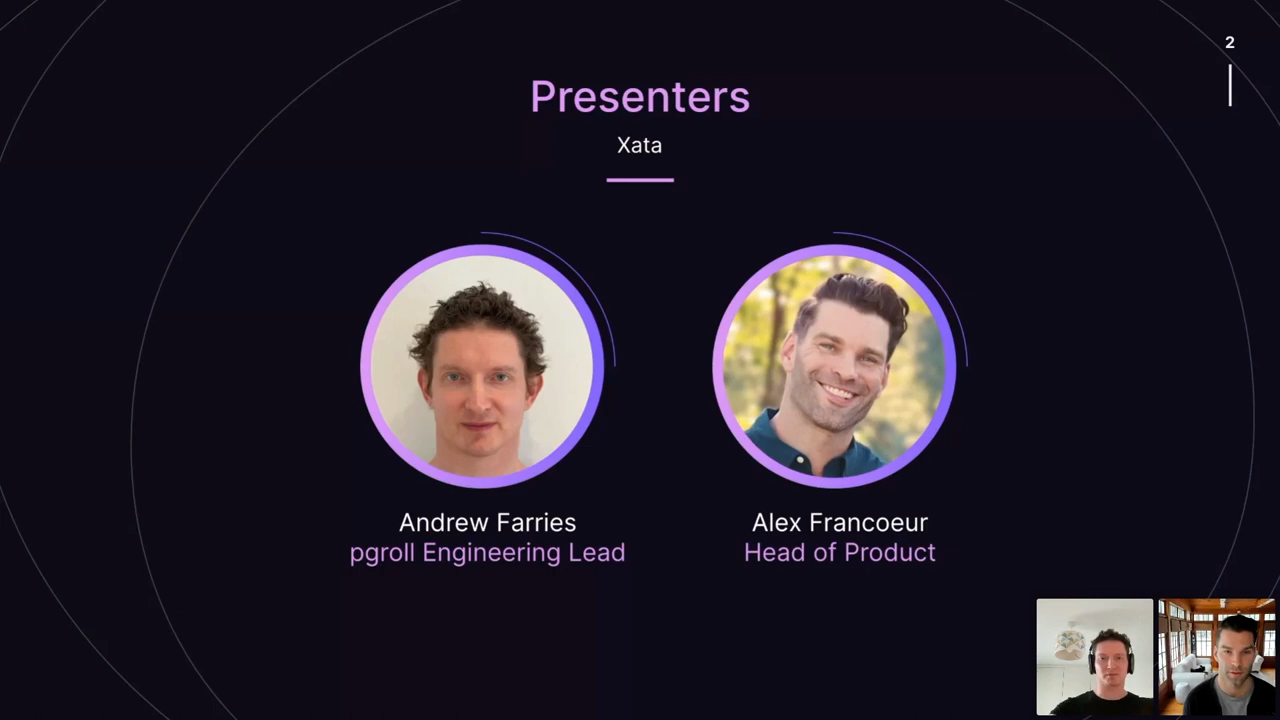 2
Presenters
Xata
Andrew Farries
pgroll Engineering Lead
Alex Francoeur
Head of Product